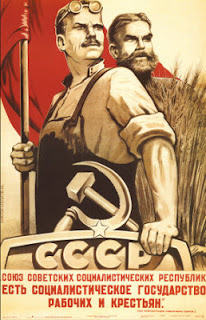 СССР
СОЮЗ СОВЕТСКИХ СОЦИАЛИСТИЧЕСКИХ РЕСПУБЛИК
ЕСТЬ СОЦИАЛИСТИЧЕСКОЕ ГОСУДАРСТВО
РАБОЧИХ И КРЕСТЬЯН.